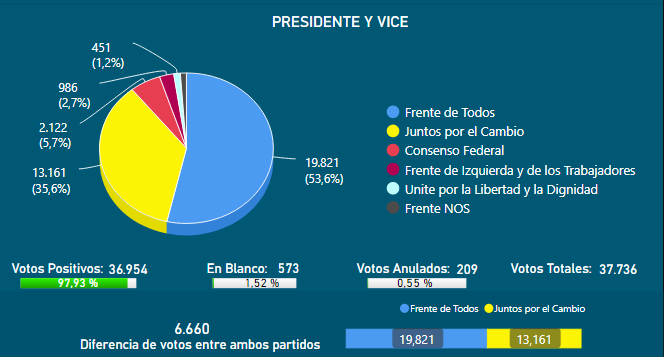 PRESIDENTE Y VICE
451
(1,2%)
986
(2,7%)
2.122
(5,7%)
13.161
(35,6%)
19.821
(53,6%)
Frente de Todos
Juntos por el Cambio
Consenso Federal
Frente de Izquierda y de los Trabajadores
Unite por la Libertad y la Dignidad
Frente NOS
Votos Positivos: 36.954
97,93 %
En Blanco: 573
1.52 %
Votos Anulados: 209
0,55 %
Votos Totales: 37.736
Frente de Todos Juntos por el Cambio
6.660
Diferencia de votos entre ambos partidos
19,821 13,161